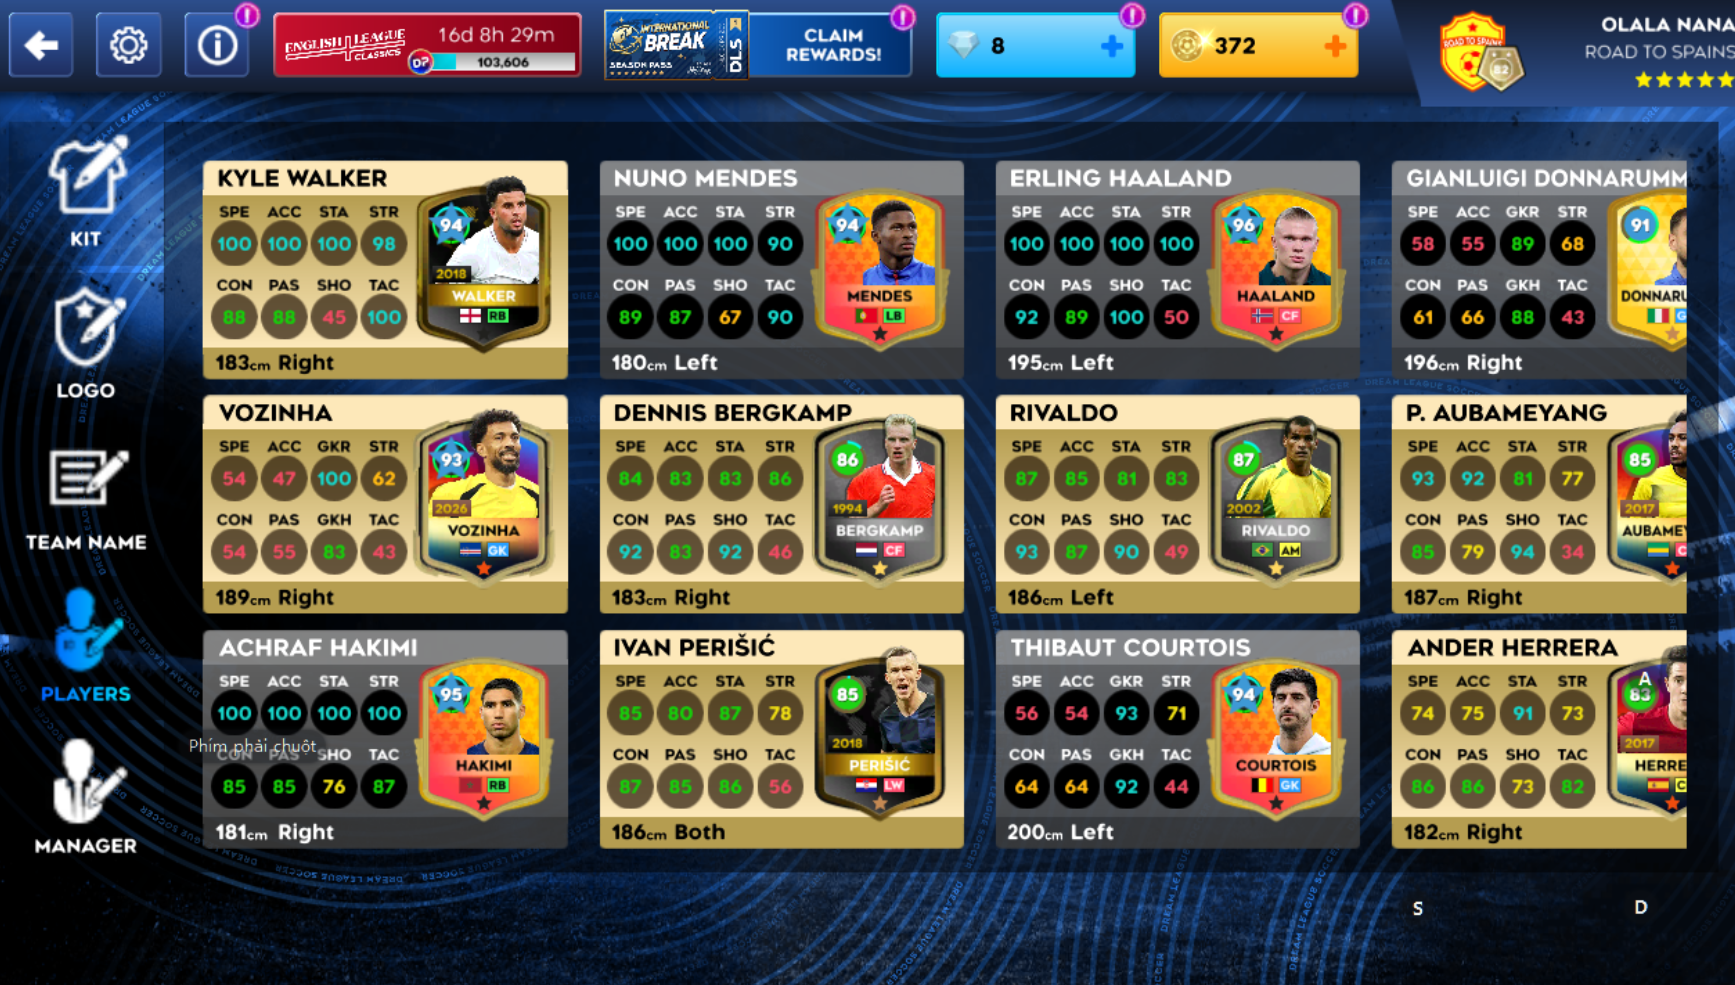 ENGLISH LEAGUE
CLASSICS
16d 8h 29m
DP
103,606
INTERNATIONAL
BREAK
SEASON PASS
DLS
CLAIM
REWARDS!
8
372
ROAD TO SPAINS
82
OLALA NANA
ROAD TO SPAINS
KIT
LOGO
TEAM NAME
PLAYERS
MANAGER
KYLE WALKER
SPE ACC STA STR
100 100 100 98
CON PAS SHO TAC
88 88 45 100
183cm Right
94
2018
WALKER
RB
NUNO MENDES
SPE ACC STA STR
100 100 100 90
CON PAS SHO TAC
89 87 67 90
180cm Left
94
MENDES
LB
ERLING HAALAND
SPE ACC STA STR
100 100 100 100
CON PAS SHO TAC
92 89 100 50
195cm Left
96
HAALAND
CF
GIANLUIGI DONNARUMM
SPE ACC GKR STR
58 55 89 68
CON PAS GKH TAC
61 66 88 43
196cm Right
91
DONNARU
G
VOZINHA
SPE ACC GKR STR
54 47 100 62
CON PAS GKH TAC
54 55 83 43
189cm Right
93
2026
VOZINHA
GK
DENNIS BERGKAMP
SPE ACC STA STR
84 83 83 86
CON PAS SHO TAC
92 83 92 46
183cm Right
86
1994
BERGKAMP
CF
RIVALDO
SPE ACC STA STR
87 85 81 83
CON PAS SHO TAC
93 87 90 49
186cm Left
87
2002
RIVALDO
AM
P. AUBAMEYANG
SPE ACC STA STR
93 92 81 77
CON PAS SHO TAC
85 79 94 34
187cm Right
85
2017
AUBAMEY
C
ACHRAF HAKIMI
SPE ACC STA STR
100 100 100 100
Phím phải chuột
CON PAS SHO TAC
85 85 76 87
181cm Right
95
HAKIMI
RB
IVAN PERIŠIĆ
SPE ACC STA STR
85 80 87 78
CON PAS SHO TAC
87 85 86 56
186cm Both
85
2018
PERIŠIĆ
LW
THIBAUT COURTOIS
SPE ACC GKR STR
56 54 93 71
CON PAS GKH TAC
64 64 92 44
200cm Left
94
COURTOIS
GK
ANDER HERRERA
SPE ACC STA STR
74 75 91 73
CON PAS SHO TAC
86 86 73 82
182cm Right
A
83
2017
HERRE
C
S
D